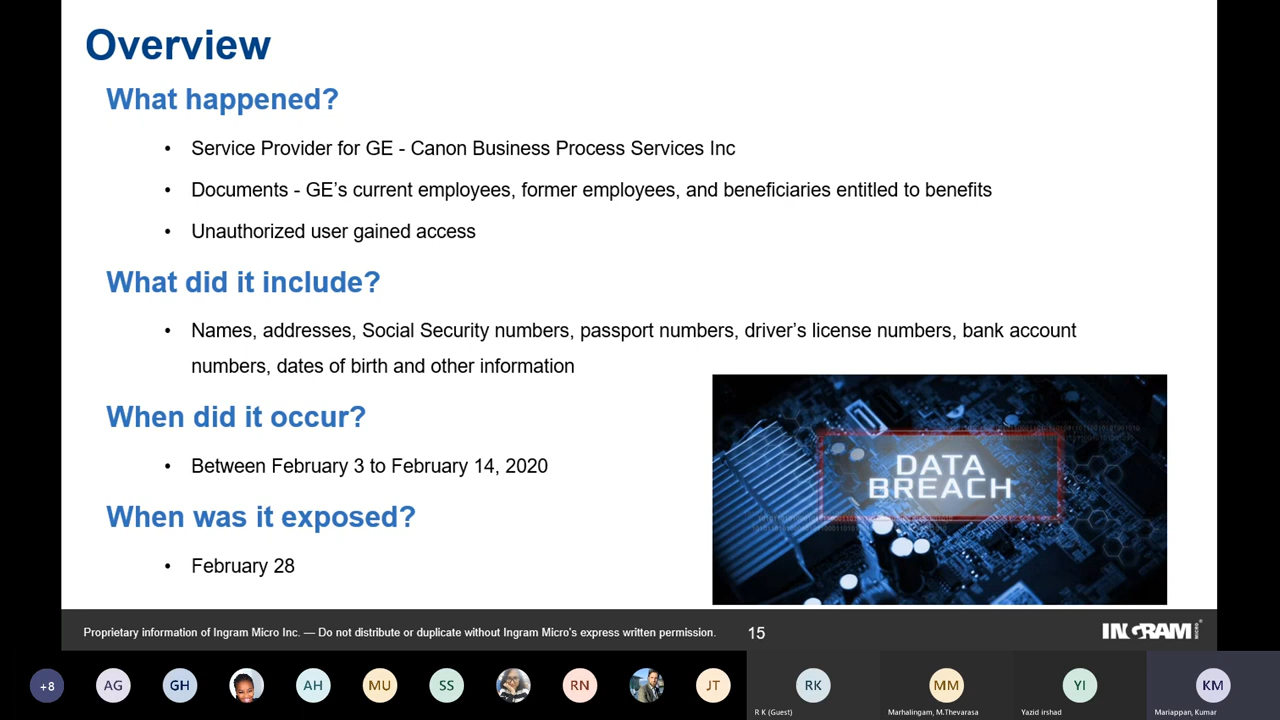 Overview
What happened?
• Service Provider for GE - Canon Business Process Services Inc
• Documents - GE's current employees, former employees, and beneficiaries entitled to benefits
• Unauthorized user gained access
What did it include?
• Names, addresses, Social Security numbers, passport numbers, driver's license numbers, bank account
numbers, dates of birth and other information
When did it occur?
• Between February 3 to February 14, 2020
When was it exposed?
• February 28
DATA
BREACH
Proprietary information of Ingram Micro Inc. — Do not distribute or duplicate without Ingram Micro's express written permission.
15
INGRAM MICRO
+8
AG
GH
AH
MU
SS
RN
JT
RK
R K (Guest)
MM
Marhalingam, M.Thevarasa
YI
Yazid irshad
KM
Mariappan, Kumar